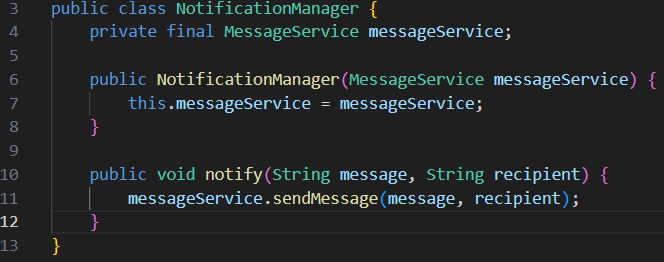 3 public class NotificationManager {
4     private final MessageService messageService;
5
6     public NotificationManager(MessageService messageService) {
7         this.messageService = messageService;
8     }
9
10     public void notify(String message, String recipient) {
11         messageService.sendMessage(message, recipient);
12     }
13 }